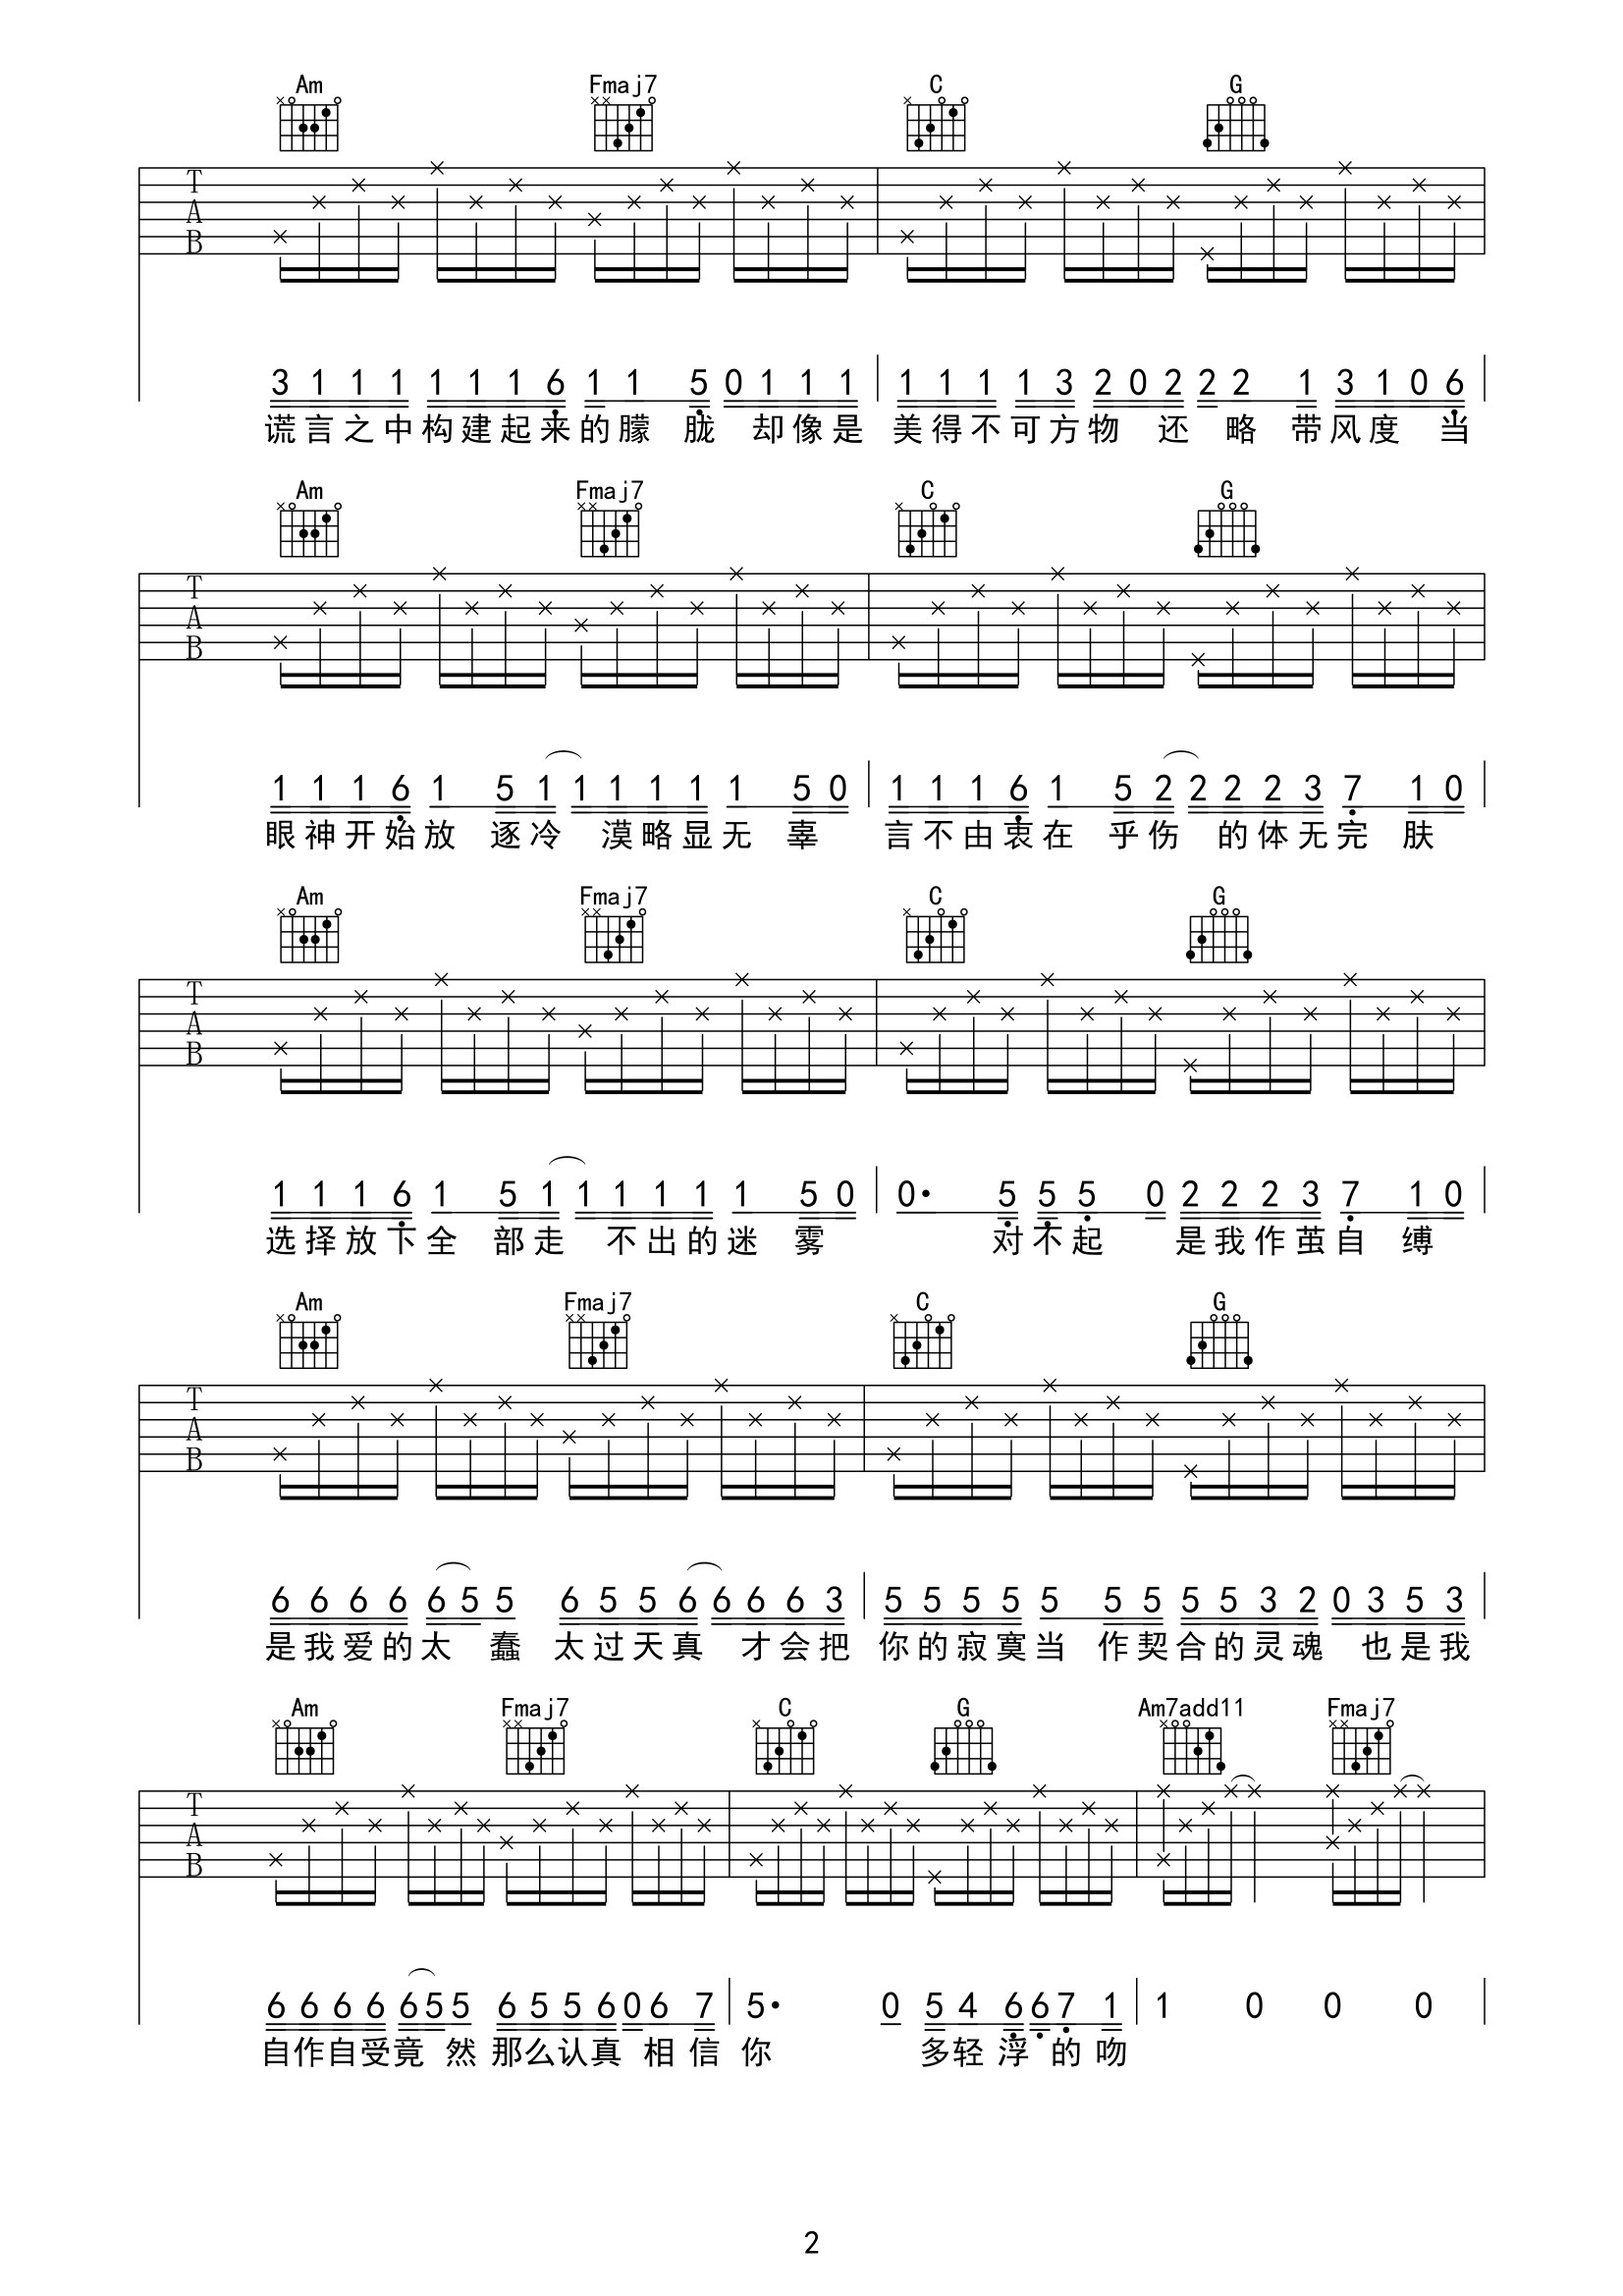 Am Fmaj7 C G
T
A
B
3 1 1 1 1 1 1 6 1 1 5 0 1 1 1 1 1 1 1 3 2 0 2 2 2 1 3 1 0 6
谎言之中构建起来的朦胧 却像是美得不可方物 还略带风度 当
Am Fmaj7 C G
T
A
B
1 1 1 6 1 5 1 1 1 1 1 1 5 0 1 1 1 6 1 5 2 2 2 2 3 7 1 0
眼神开始放逐冷 漠略显无辜 言不由衷在乎伤 的体无完肤
Am Fmaj7 C G
T
A
B
1 1 1 6 1 5 1 1 1 1 1 1 5 0 0· 5 5 5 0 2 2 2 3 7 1 0
选择放下全部走 不出的迷雾 对不起 是我作茧自缚
Am Fmaj7 C G
T
A
B
6 6 6 6 6 5 5 6 5 5 6 6 6 6 3 5 5 5 5 5 5 5 5 5 3 2 0 3 5 3
是我爱的太 蠢 太过天真 才会把你的寂寞当作契合的灵魂 也是我
Am Fmaj7 C G Am7add11 Fmaj7
T
A
B
6 6 6 6 6 5 5 6 5 5 6 0 6 7 5· 0 5 4 6 6 7 1 1 0 0 0
自作自受竟 然 那么认真 相信你 多轻浮 的吻
2